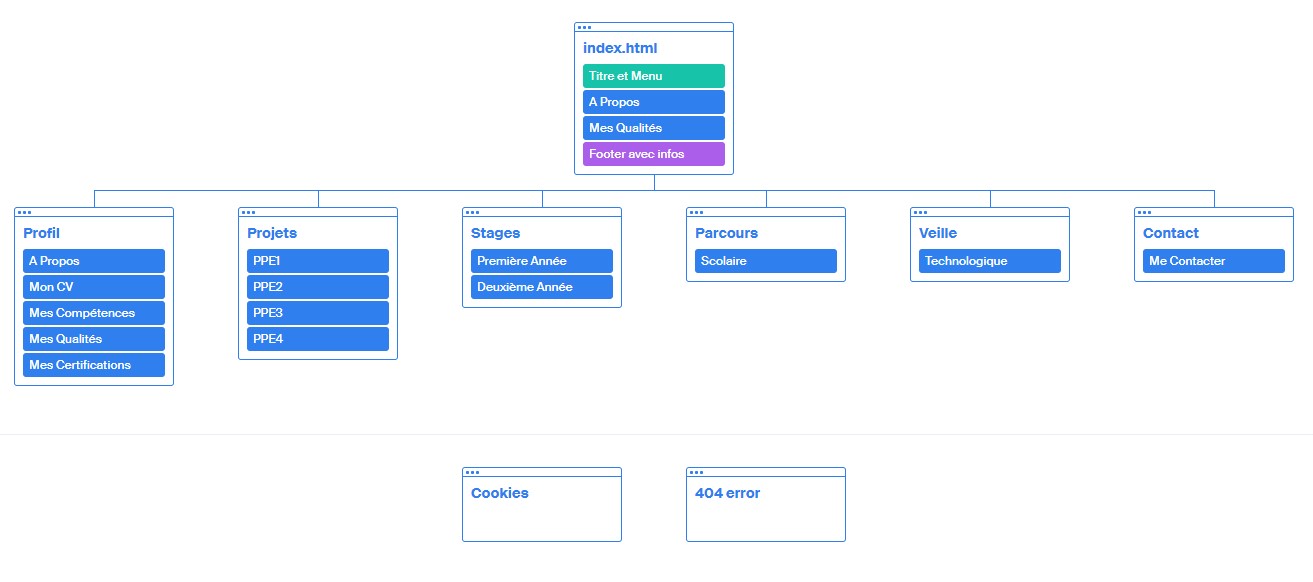 index.html
Titre et Menu
A Propos
Mes Qualités
Footer avec infos
Profil
A Propos
Mon CV
Mes Compétences
Mes Qualités
Mes Certifications
Projets
PPE1
PPE2
PPE3
PPE4
Stages
Première Année
Deuxième Année
Parcours
Scolaire
Veille
Technologique
Contact
Me Contacter
Cookies
404 error